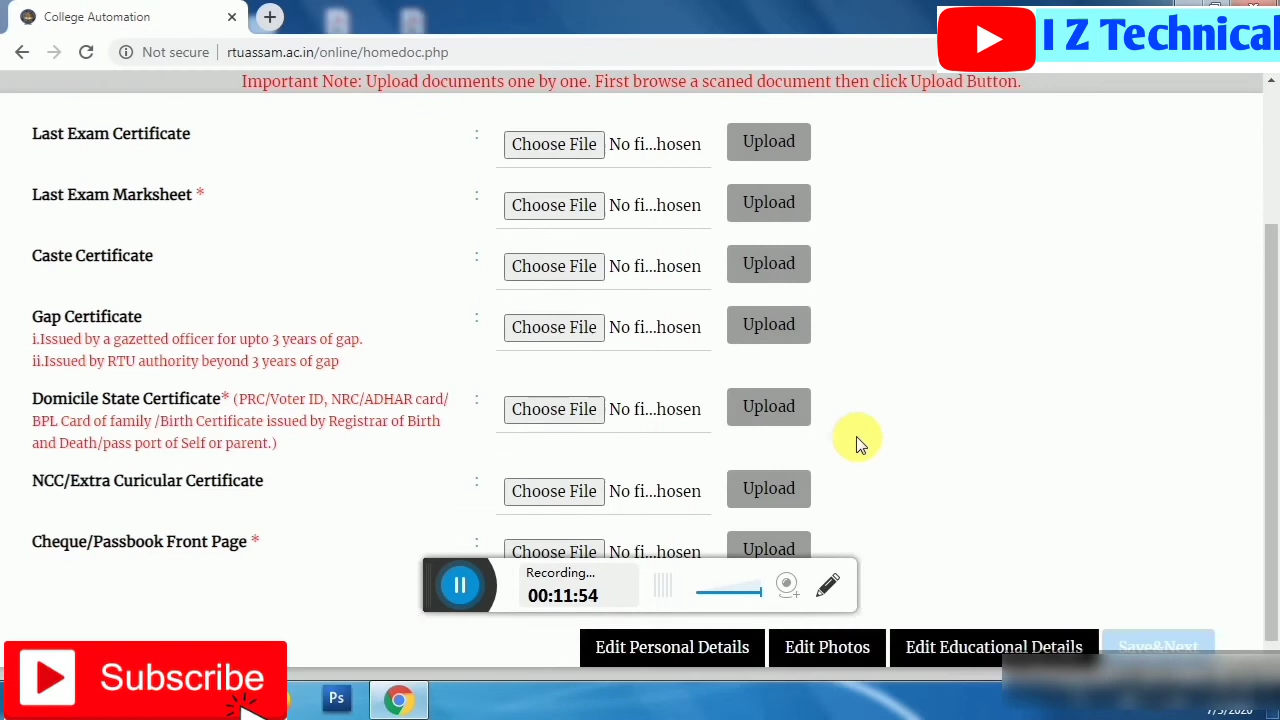 College Automation
I Z Technical
Not secure
rtuassam.ac.in/online/homedoc.php
Important Note: Upload documents one by one. First browse a scaned document then click Upload Button.
Last Exam Certificate : Choose File No fi...hosen Upload
Last Exam Marksheet * : Choose File No fi...hosen Upload
Caste Certificate : Choose File No fi...hosen Upload
Gap Certificate : Choose File No fi...hosen Upload
i.Issued by a gazetted officer for upto 3 years of gap.
ii.Issued by RTU authority beyond 3 years of gap
Domicile State Certificate* (PRC/Voter ID, NRC/ADHAR card/ : Choose File No fi...hosen Upload
BPL Card of family /Birth Certificate issued by Registrar of Birth
and Death/pass port of Self or parent.)
NCC/Extra Curicular Certificate : Choose File No fi...hosen Upload
Cheque/Passbook Front Page * : Choose File No fi...hosen Upload
Recording...
00:11:54
Edit Personal Details Edit Photos Edit Educational Details Save&Next
Subscribe
Ps